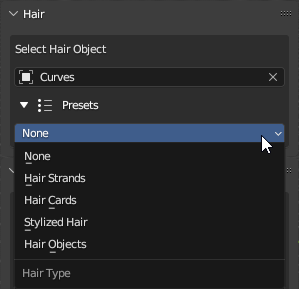 Hair
Select Hair Object
Curves
Presets
None
None
Hair Strands
Hair Cards
Stylized Hair
Hair Objects
Hair Type